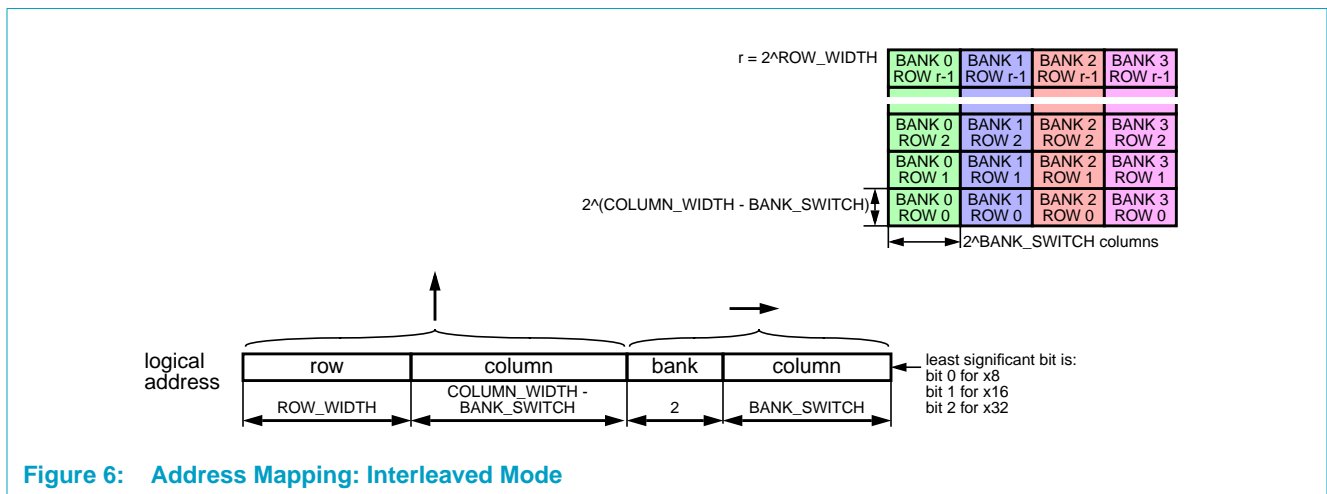 r = 2^ROW_WIDTH
BANK 0 BANK 1 BANK 2 BANK 3
ROW r-1 ROW r-1 ROW r-1 ROW r-1
BANK 0 BANK 1 BANK 2 BANK 3
ROW 2 ROW 2 ROW 2 ROW 2
BANK 0 BANK 1 BANK 2 BANK 3
ROW 1 ROW 1 ROW 1 ROW 1
2^(COLUMN_WIDTH - BANK_SWITCH)
BANK 0 BANK 1 BANK 2 BANK 3
ROW 0 ROW 0 ROW 0 ROW 0
2^BANK_SWITCH columns
logical address
row column bank column
least significant bit is:
bit 0 for x8
bit 1 for x16
bit 2 for x32
ROW_WIDTH
COLUMN_WIDTH -
BANK_SWITCH
2
BANK_SWITCH
Figure 6: Address Mapping: Interleaved Mode